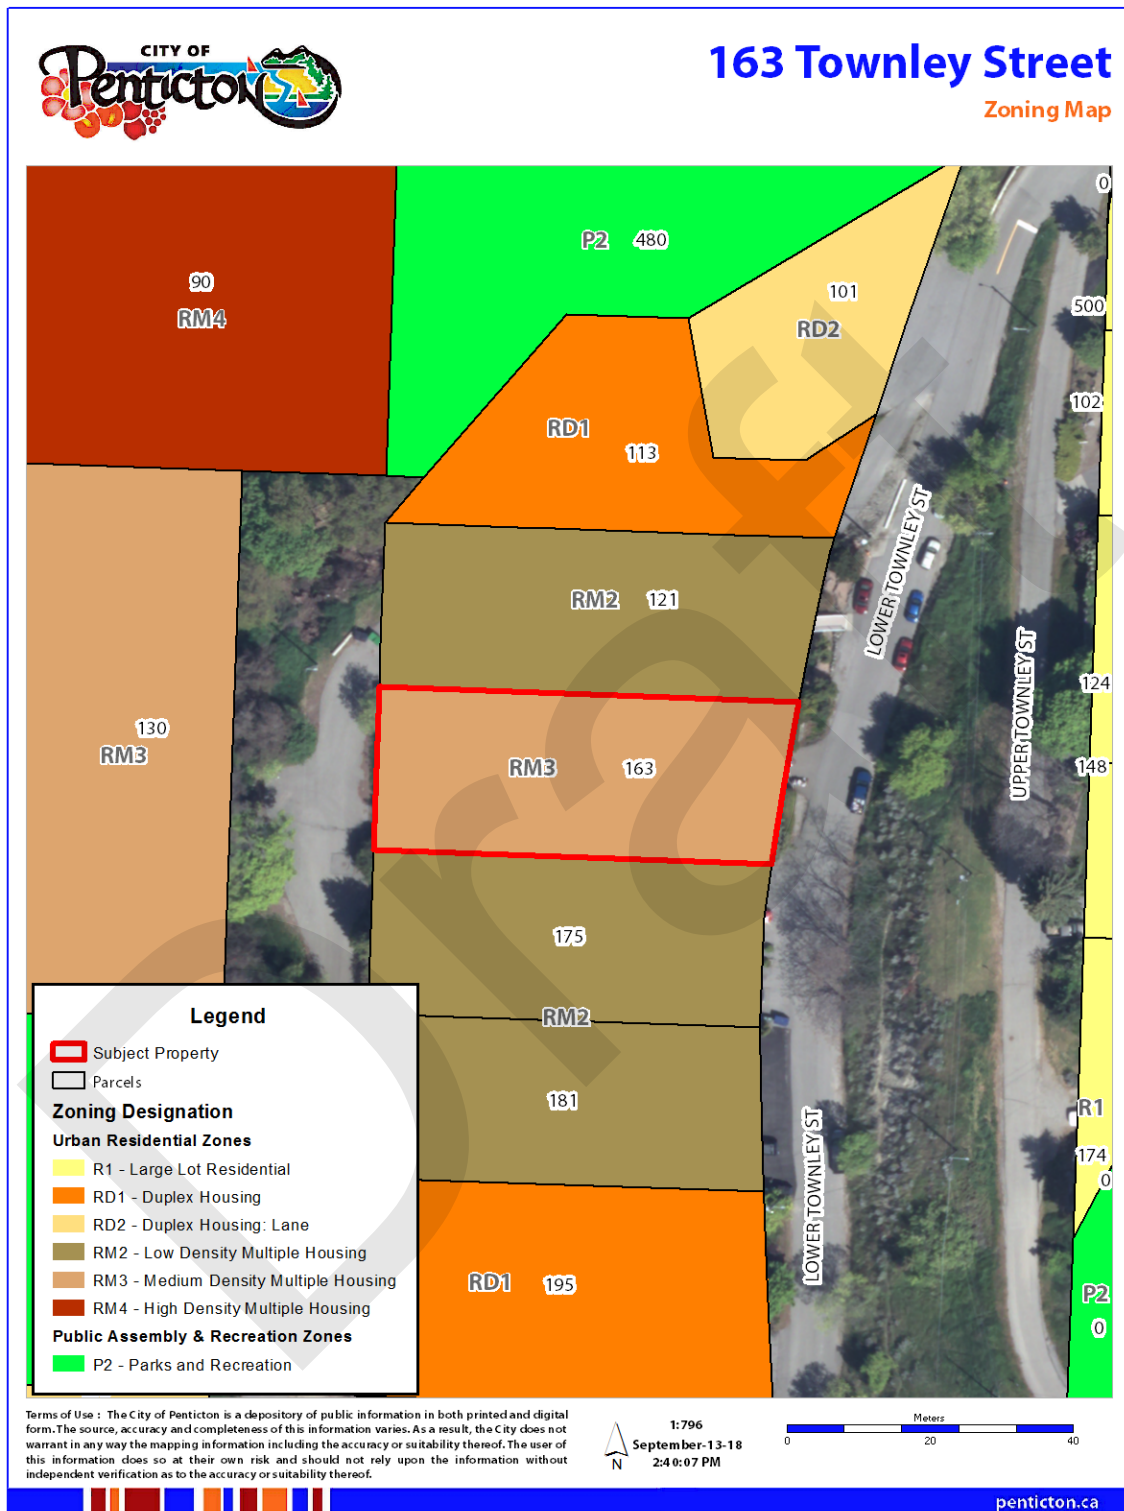 CITY OF
Penticton
163 Townley Street
Zoning Map
0
P2 480
90
RM4
101
RD2
500
102
RD1
113
LOWER TOWNLEY ST
RM2 121
UPPER TOWNLEY ST
124
130
RM3
RM3 163
148
175
RM2
181
LOWER TOWNLEY ST
R1
174
0
RD1 195
P2
0
Draft
Legend
Subject Property
Parcels
Zoning Designation
Urban Residential Zones
R1 - Large Lot Residential
RD1 - Duplex Housing
RD2 - Duplex Housing: Lane
RM2 - Low Density Multiple Housing
RM3 - Medium Density Multiple Housing
RM4 - High Density Multiple Housing
Public Assembly & Recreation Zones
P2 - Parks and Recreation
Terms of Use : The City of Penticton is a depository of public information in both printed and digital
form. The source, accuracy and completeness of this information varies. As a result, the City does not
warrant in any way the mapping information including the accuracy or suitability thereof. The user of
this information does so at their own risk and should not rely upon the information without
independent verification as to the accuracy or suitability thereof.
N
1:796
September-13-18
2:40:07 PM
Meters
0 20 40
penticton.ca